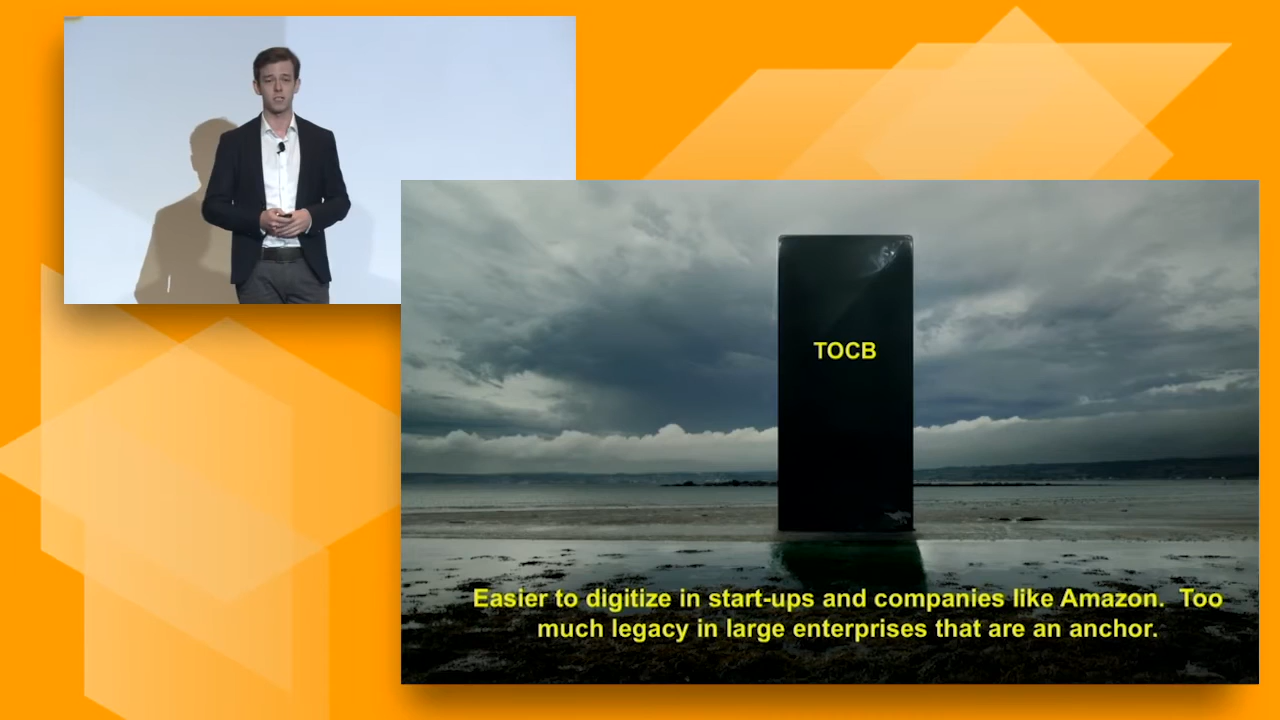 TOCB
Easier to digitize in start-ups and companies like Amazon.  Too
much legacy in large enterprises that are an anchor.